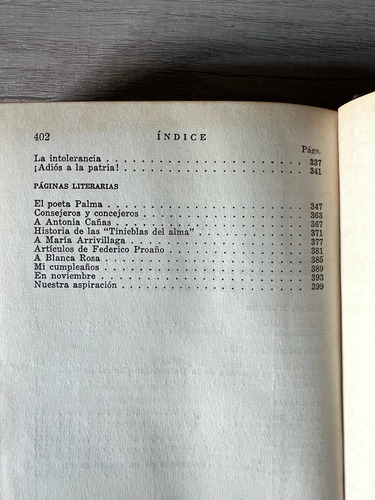 402 ÍNDICE
Págs.
La intolerancia . . . . . . . . . . 337
¡Adiós a la patria! . . . . . . . . . . 341
PÁGINAS LITERARIAS
El poeta Palma . . . . . . . . . . 347
Consejeros y concejeros . . . . . . . . . . 363
A Antonia Cañas . . . . . . . . . . 367
Historia de las "Tinieblas del alma" . . . . . . . . . . 371
A María Arrivillaga . . . . . . . . . . 377
Artículos de Federico Proaño . . . . . . . . . . 381
A Blanca Rosa . . . . . . . . . . 385
Mi cumpleaños . . . . . . . . . . 389
En noviembre . . . . . . . . . . 393
Nuestra aspiración . . . . . . . . . . 399